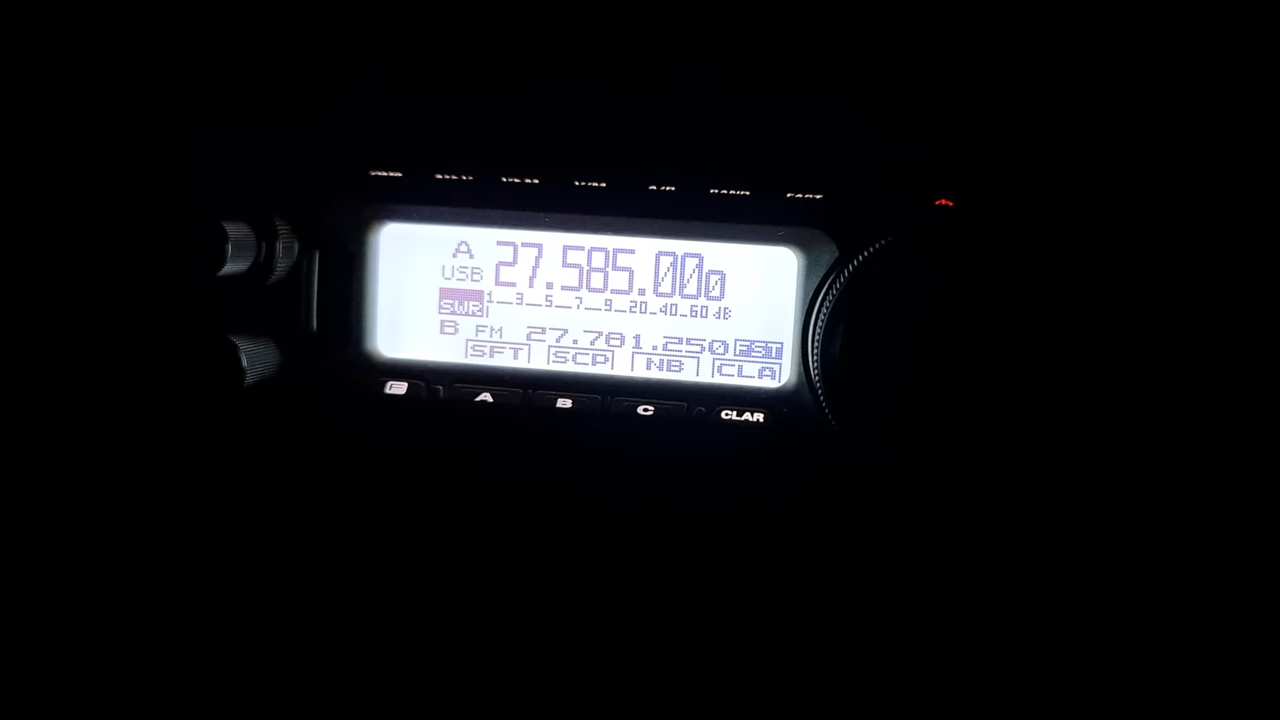 A 27.585.000
USB
SWR 1 3 5 7 9 20 40 60 dB
B FM 27.781.250 FST
SFT SCP NB CLA
F A B C CLAR